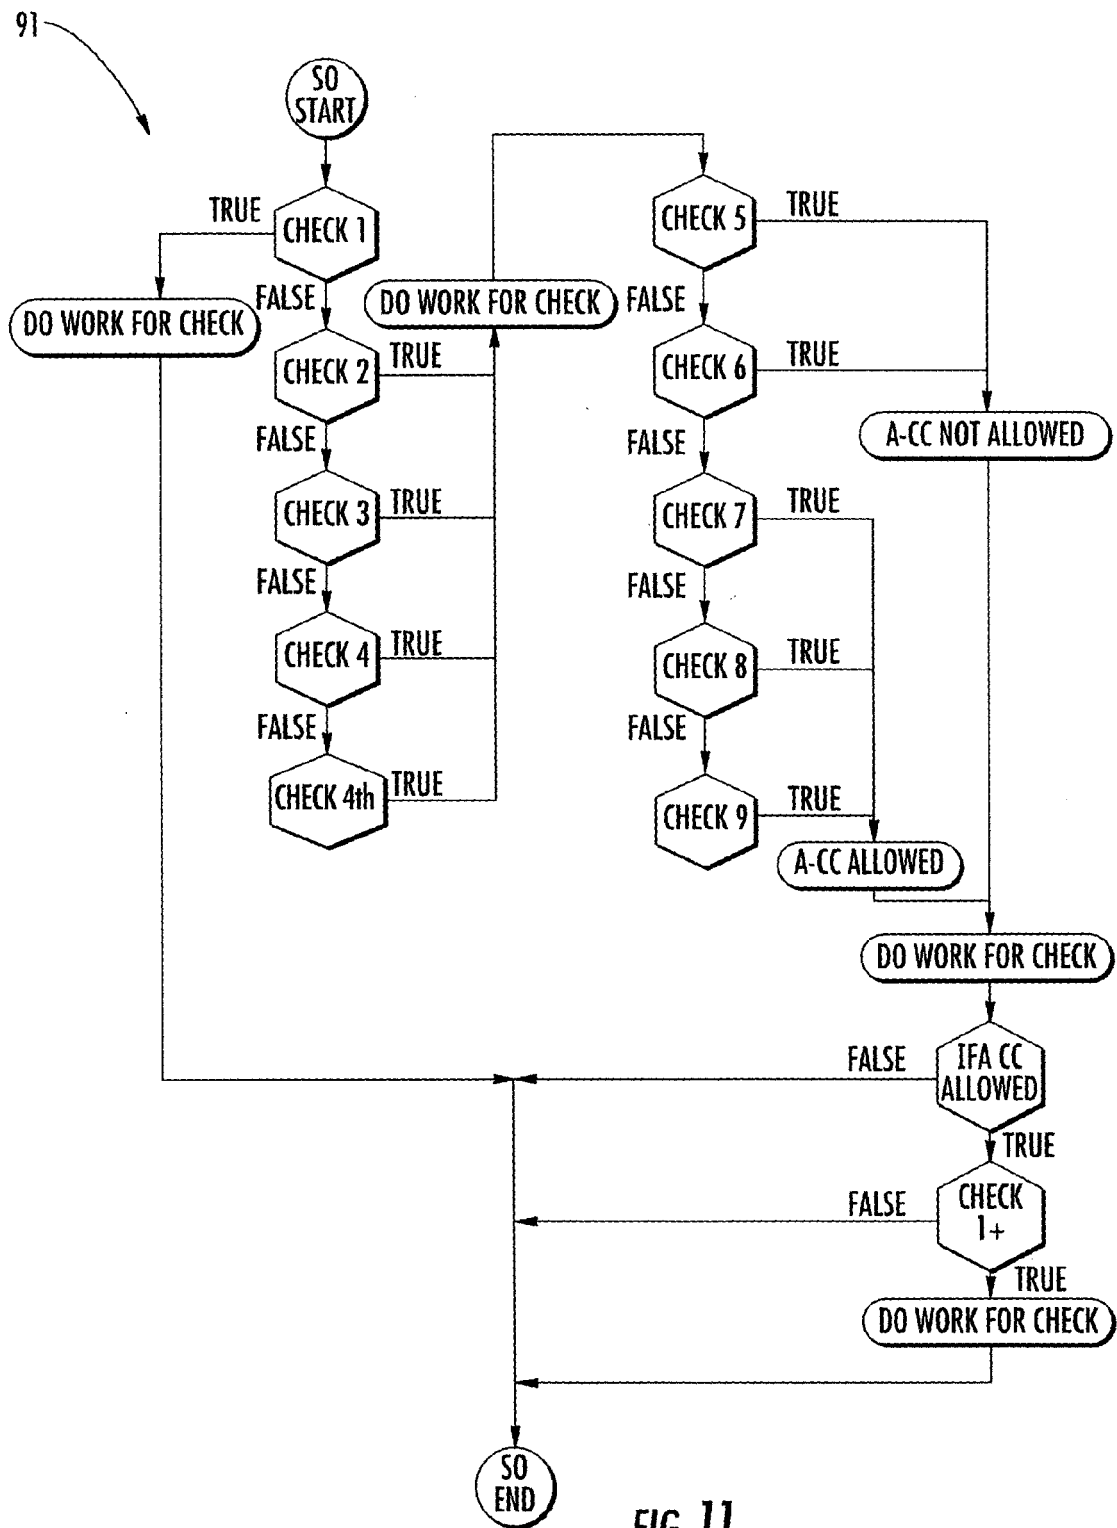 91
SO
START
TRUE
CHECK 1
FALSE
DO WORK FOR CHECK
DO WORK FOR CHECK
CHECK 2
TRUE
FALSE
CHECK 3
TRUE
FALSE
CHECK 4
TRUE
FALSE
CHECK 4th
TRUE
CHECK 5
TRUE
FALSE
CHECK 6
TRUE
A-CC NOT ALLOWED
FALSE
CHECK 7
TRUE
FALSE
CHECK 8
TRUE
FALSE
CHECK 9
TRUE
A-CC ALLOWED
DO WORK FOR CHECK
IFA CC
ALLOWED
FALSE
TRUE
CHECK
1+
FALSE
TRUE
DO WORK FOR CHECK
SO
END
FIG. 11